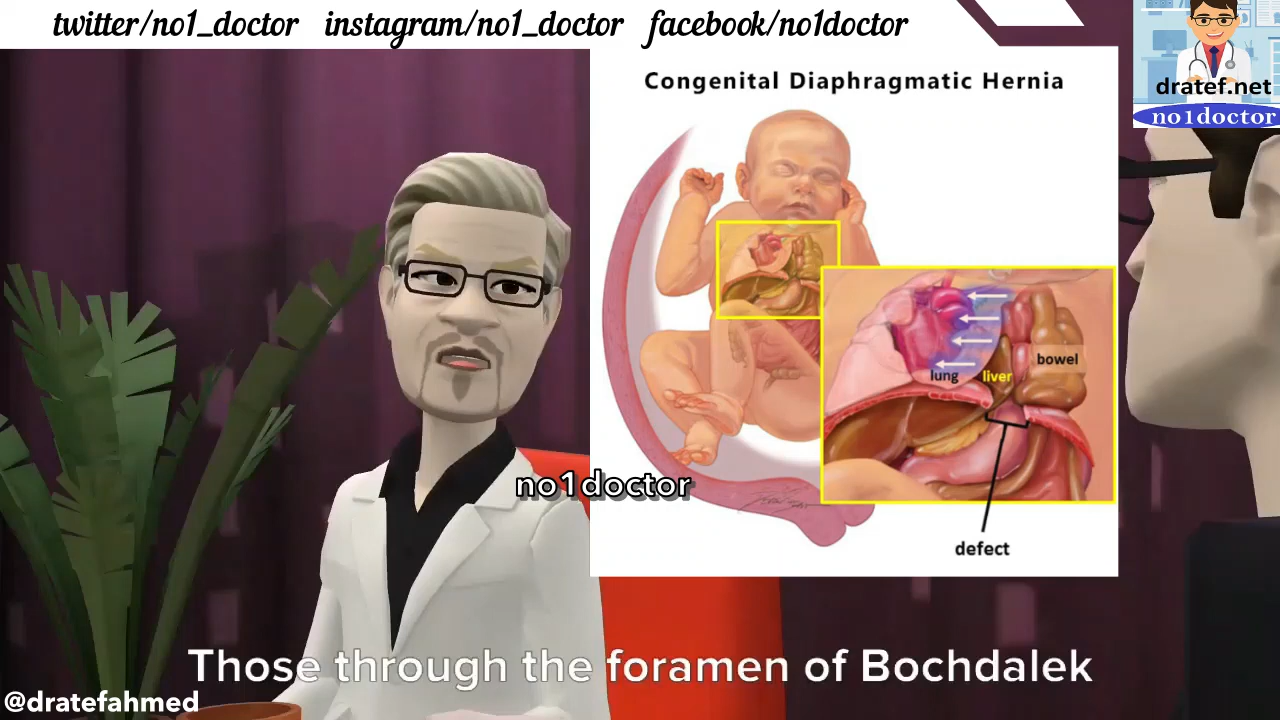 twitter/no1_doctor instagram/no1_doctor facebook/no1doctor
dratef.net
no1doctor
Congenital Diaphragmatic Hernia
lung
liver
bowel
defect
no1doctor
Those through the foramen of Bochdalek
@dratefahmed